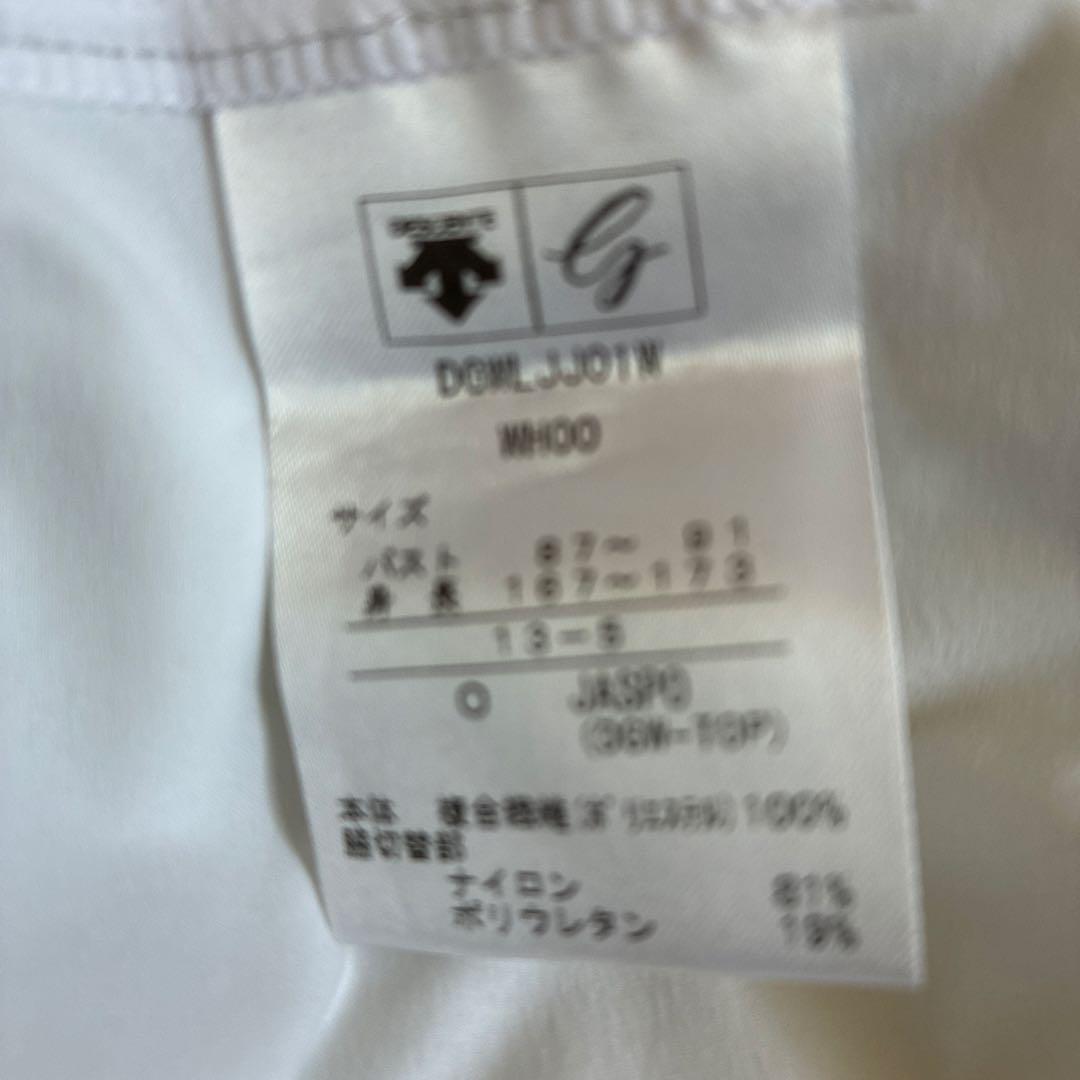 DESCENTE
G
DGWLJJ01W
WH00
サイズ
バスト 87〜 91
身 長 167〜173
13-6
O JASPO
(DGW-TOP)
本体 複合繊維(ポリエステル)100%
脇切替部
ナイロン 81%
ポリウレタン 19%